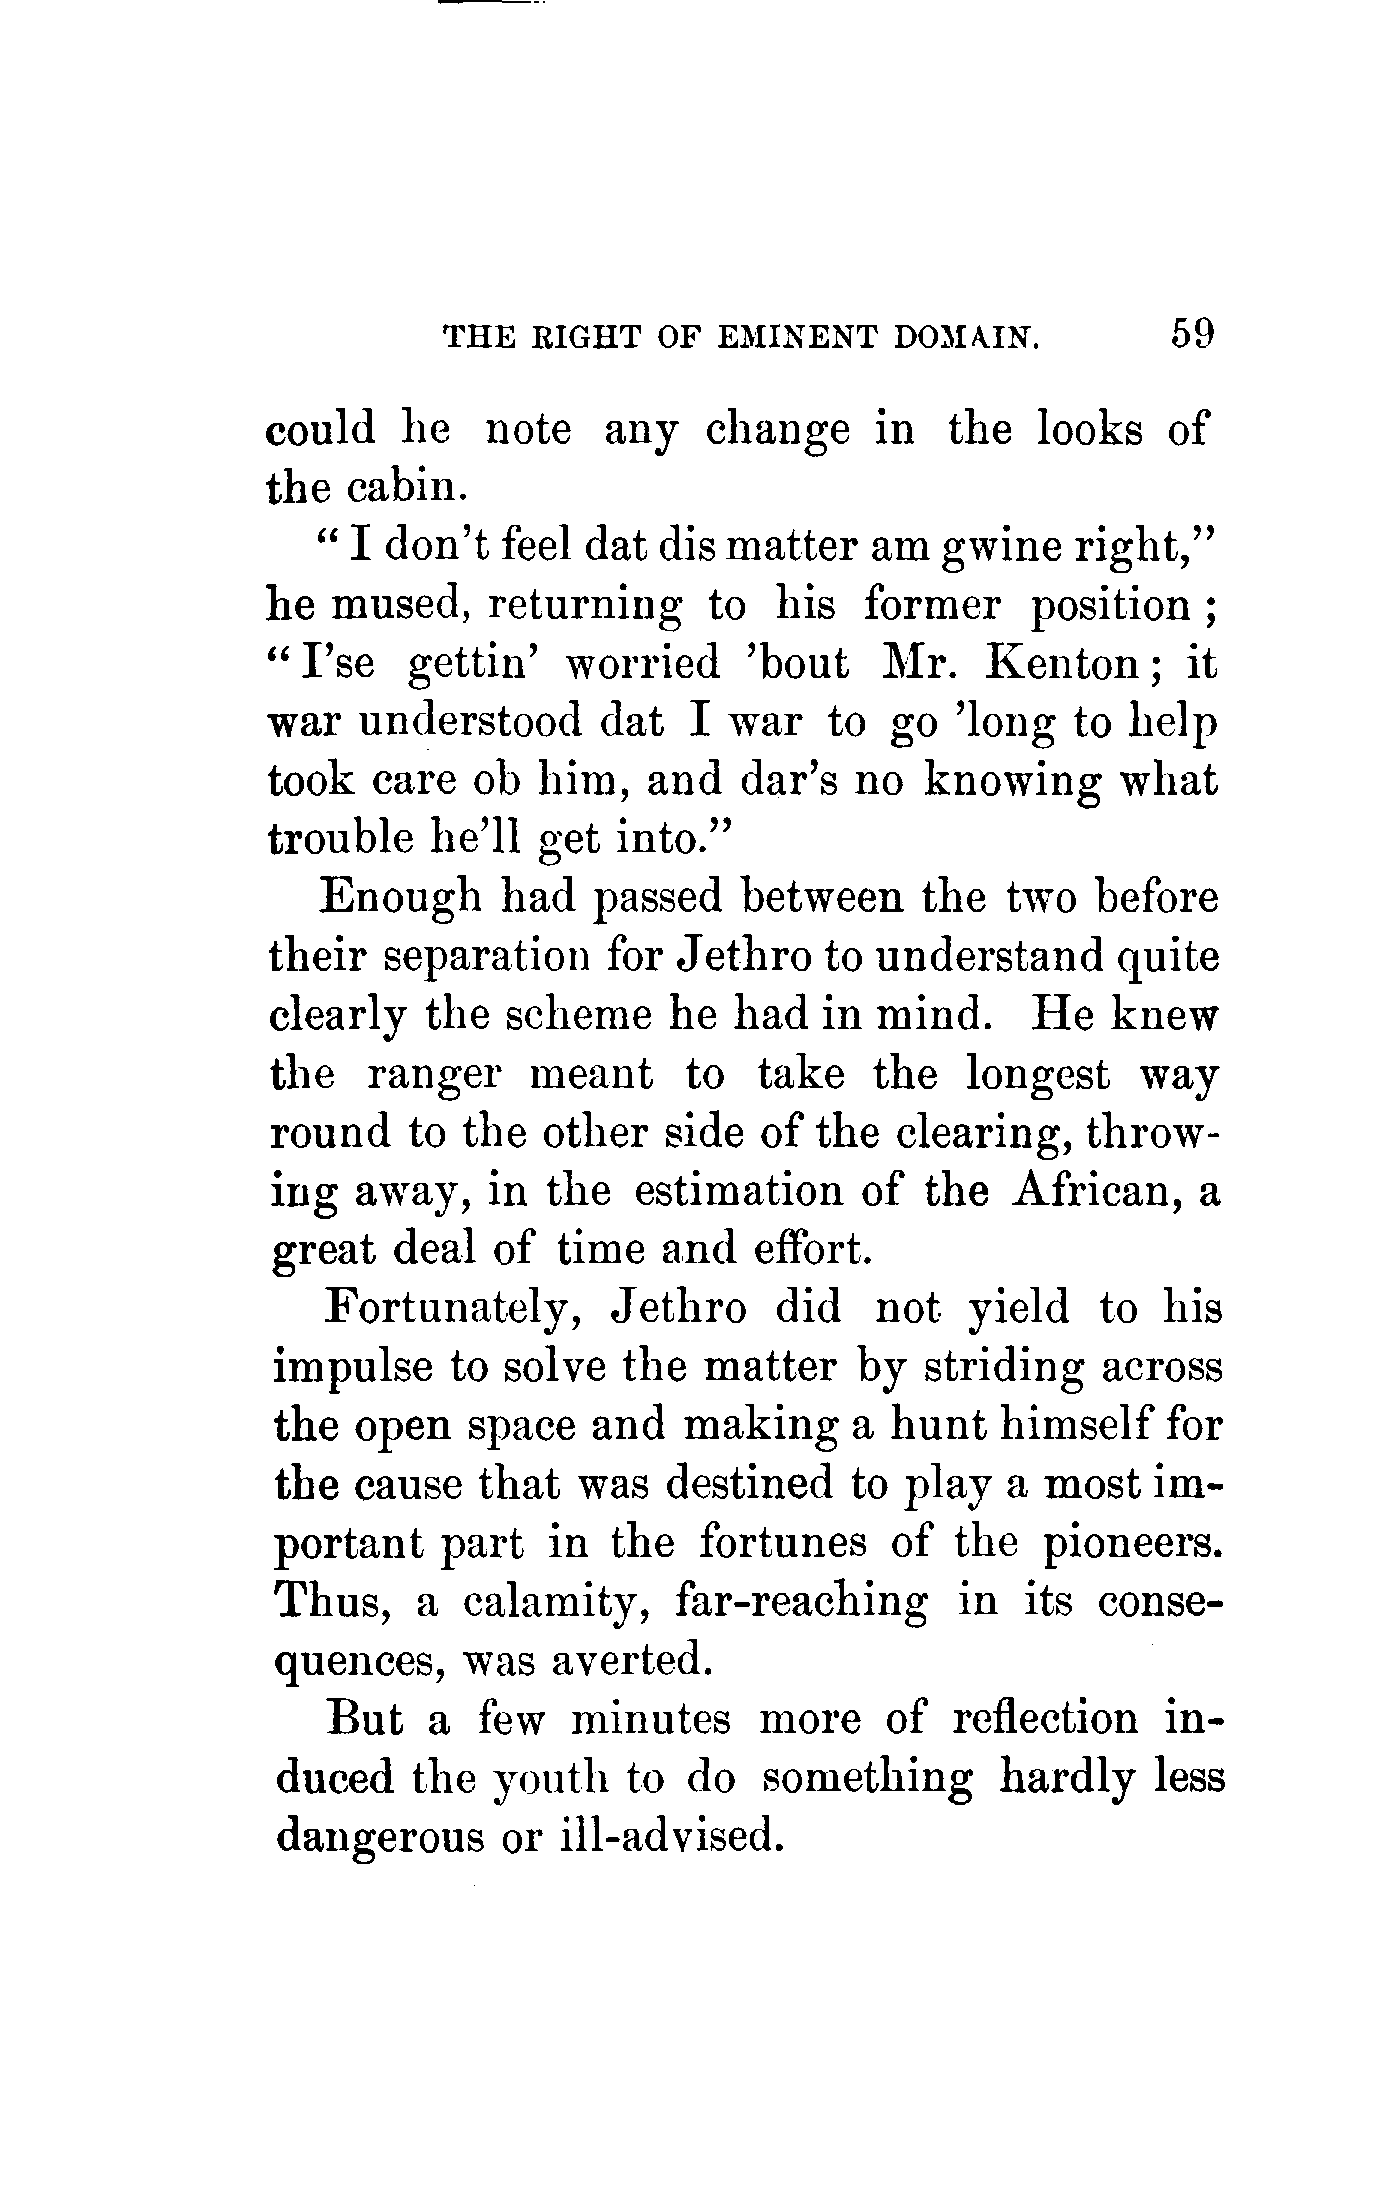 THE RIGHT OF EMINENT DOMAIN. 59
could he note any change in the looks of
the cabin.
“ I don’t feel dat dis matter am gwine right,”
he mused, returning to his former position ;
“ I’se gettin’ worried ’bout Mr. Kenton ; it
war understood dat I war to go ’long to help
took care ob him, and dar’s no knowing what
trouble he’ll get into.”
Enough had passed between the two before
their separation for Jethro to understand quite
clearly the scheme he had in mind. He knew
the ranger meant to take the longest way
round to the other side of the clearing, throw-
ing away, in the estimation of the African, a
great deal of time and effort.
Fortunately, Jethro did not yield to his
impulse to solve the matter by striding across
the open space and making a hunt himself for
the cause that was destined to play a most im-
portant part in the fortunes of the pioneers.
Thus, a calamity, far-reaching in its conse-
quences, was averted.
But a few minutes more of reflection in-
duced the youth to do something hardly less
dangerous or ill-advised.